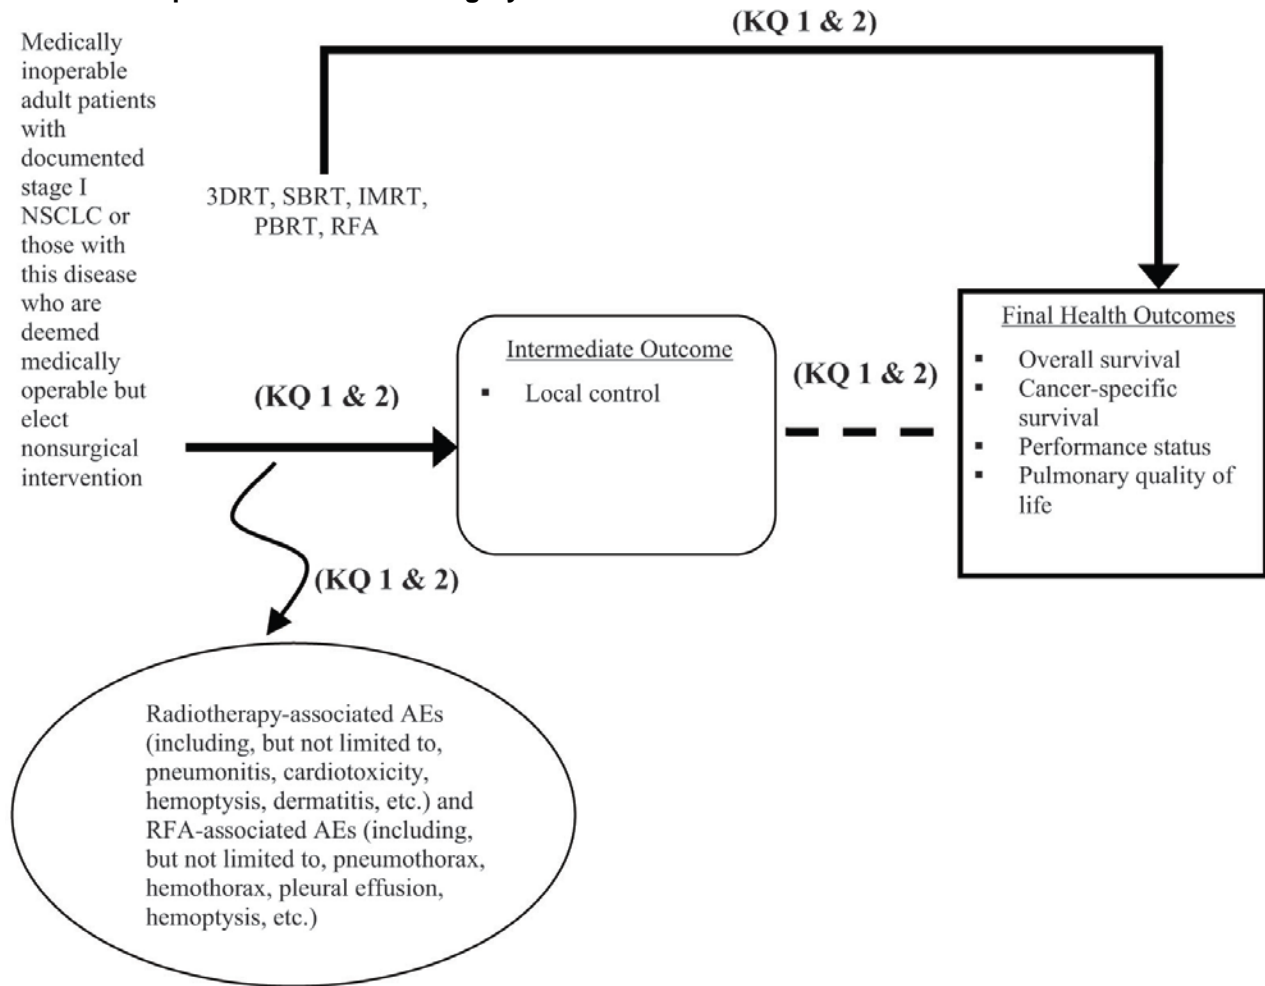 (KQ 1 & 2)
Medically
inoperable
adult patients
with
documented
stage I
NSCLC or
those with
this disease
who are
deemed
medically
operable but
elect
nonsurgical
intervention
3DRT, SBRT, IMRT,
PBRT, RFA
(KQ 1 & 2)
Intermediate Outcome
▪ Local control
(KQ 1 & 2)
Final Health Outcomes
▪ Overall survival
▪ Cancer-specific
survival
▪ Performance status
▪ Pulmonary quality of
life
(KQ 1 & 2)
Radiotherapy-associated AEs
(including, but not limited to,
pneumonitis, cardiotoxicity,
hemoptysis, dermatitis, etc.) and
RFA-associated AEs (including,
but not limited to, pneumothorax,
hemothorax, pleural effusion,
hemoptysis, etc.)